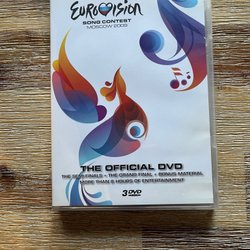 EUROVISION
SONG CONTEST
MOSCOW 2009
THE OFFICIAL DVD
THE SEMI-FINALS • THE GRAND FINAL • BONUS MATERIAL
MORE THAN 8 HOURS OF ENTERTAINMENT
3 DVD